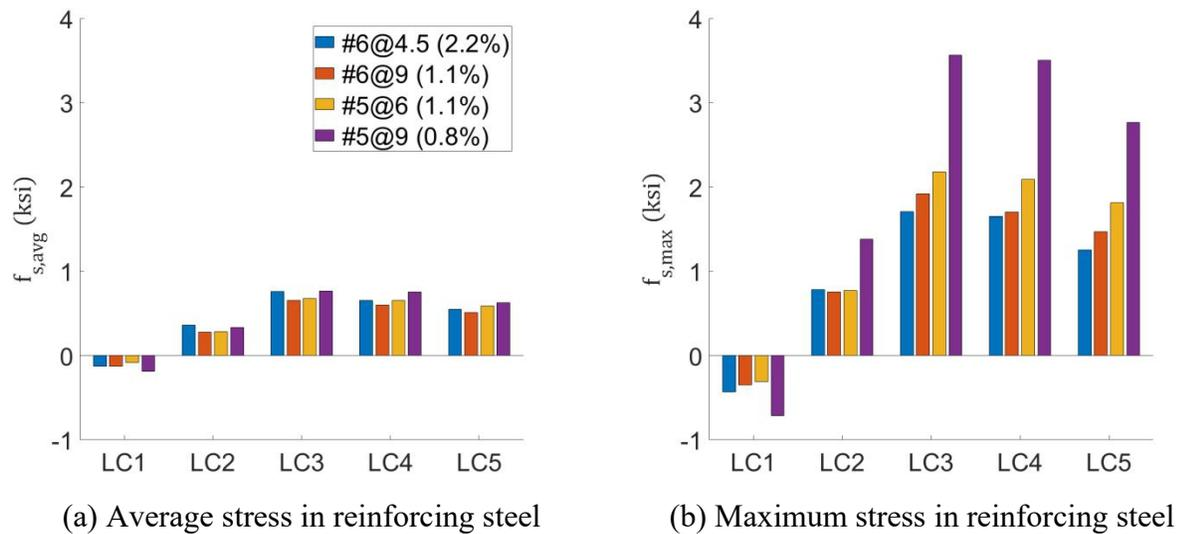 4
3
2
1
0
-1
f s,avg (ksi)
#6@4.5 (2.2%)
#6@9 (1.1%)
#5@6 (1.1%)
#5@9 (0.8%)
LC1 LC2 LC3 LC4 LC5
(a) Average stress in reinforcing steel
4
3
2
1
0
-1
f s,max (ksi)
LC1 LC2 LC3 LC4 LC5
(b) Maximum stress in reinforcing steel